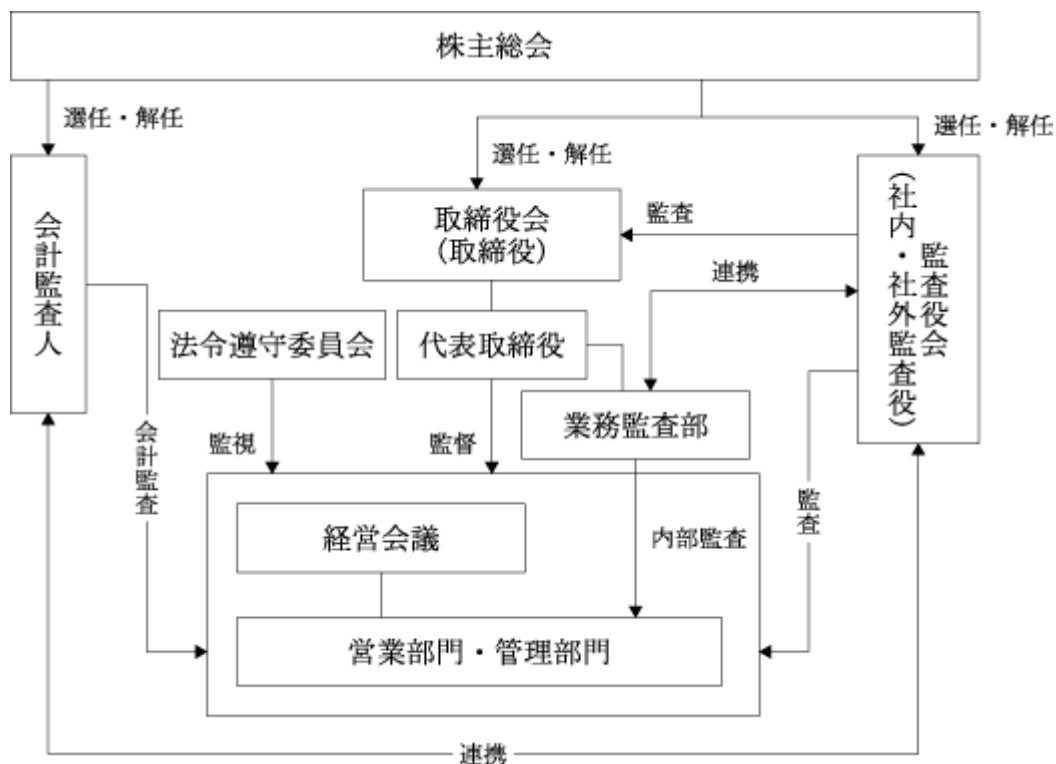 株主総会
選任・解任
選任・解任
選任・解任
会計監査人
取締役会
(取締役)
監査
監査役会
(社内・社外監査役)
連携
法令遵守委員会
代表取締役
業務監査部
会計監査
監視
監督
監査
経営会議
内部監査
営業部門・管理部門
連携